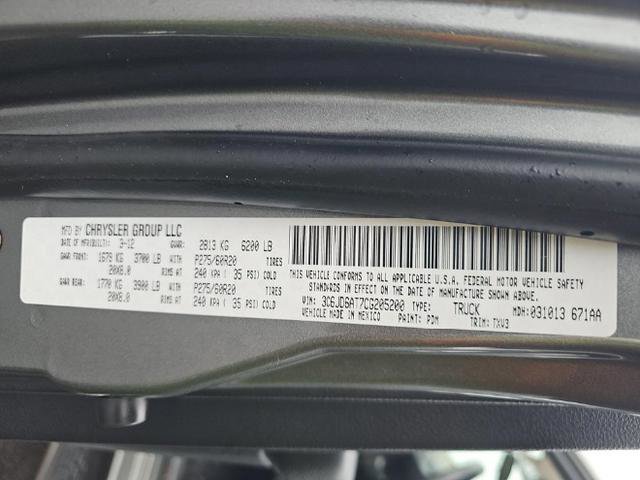 MFD BY CHRYSLER GROUP LLC
DATE OF MFR(BUILT): 3-12 GVWR: 2813 KG 6200 LB
GAWR FRONT: 1679 KG 3700 LB WITH P275/60R20 TIRES
20X8.0 RIMS AT 240 KPA ( 35 PSI) COLD
GAWR REAR: 1770 KG 3900 LB WITH P275/60R20 TIRES
20X8.0 RIMS AT 240 KPA ( 35 PSI) COLD
THIS VEHICLE CONFORMS TO ALL APPLICABLE U.S.A. FEDERAL MOTOR VEHICLE SAFETY
STANDARDS IN EFFECT ON THE DATE OF MANUFACTURE SHOWN ABOVE.
VIN: 3C6JD6AT7CG205200 TYPE: TRUCK MDH: 031013 671AA
VEHICLE MADE IN MEXICO PAINT: PDM TRIM: TXV3